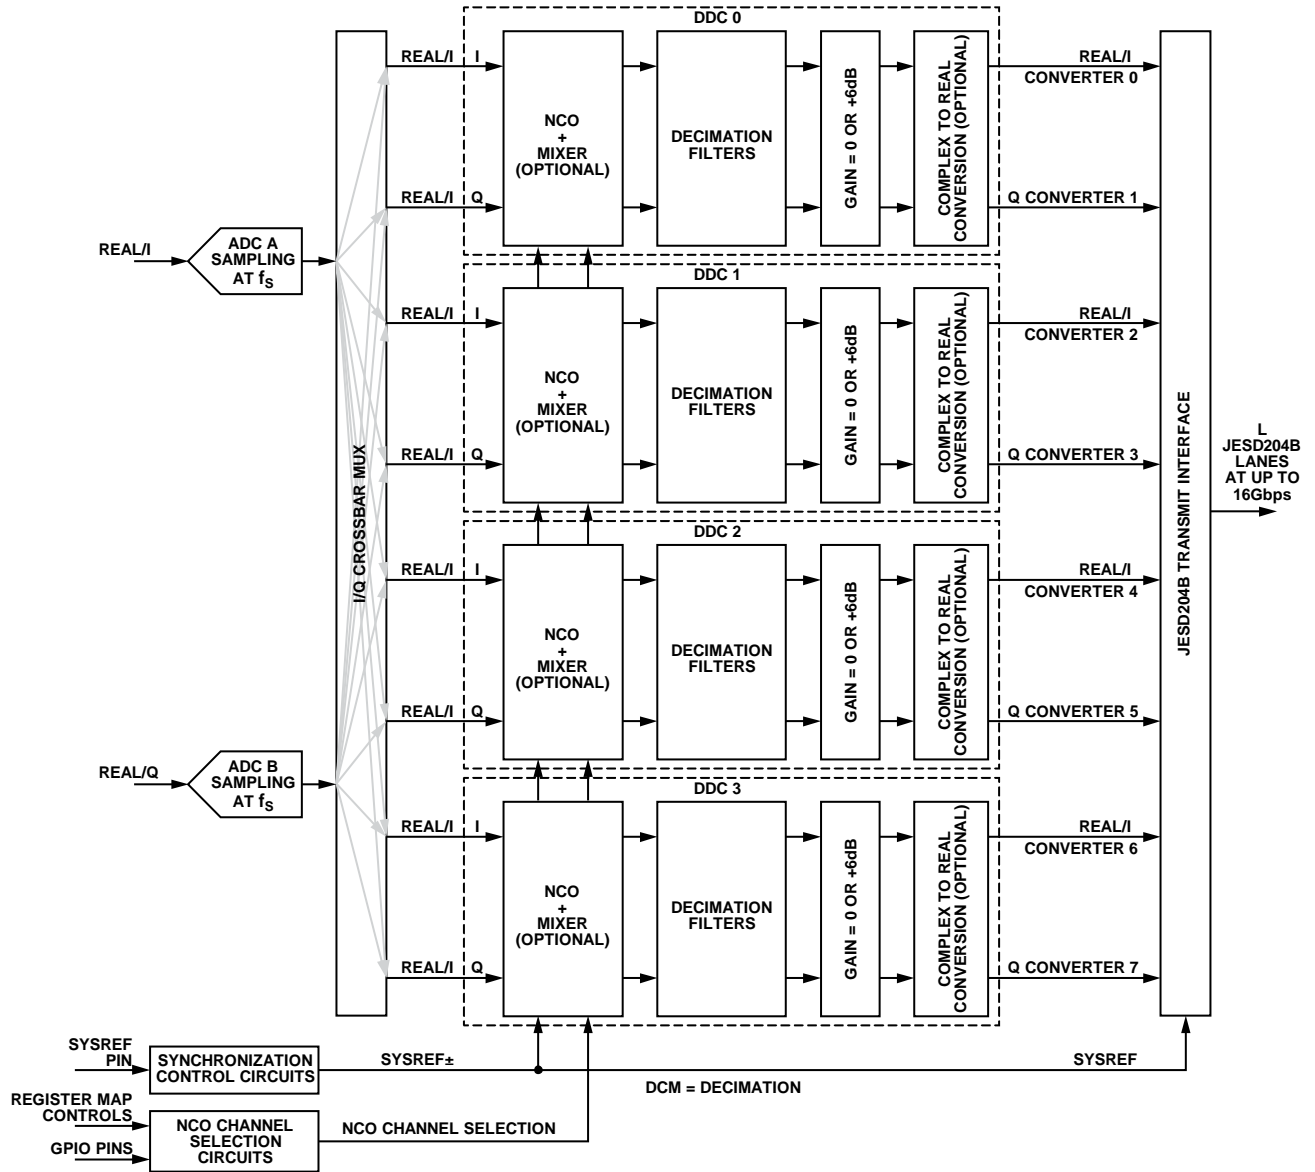 DDC 0
REAL/I I
NCO
+
MIXER
(OPTIONAL)
DECIMATION
FILTERS
GAIN = 0 OR +6dB
COMPLEX TO REAL
CONVERSION (OPTIONAL)
REAL/I
CONVERTER 0
REAL/I Q
Q CONVERTER 1
REAL/I
ADC A
SAMPLING
AT fS
DDC 1
REAL/I I
NCO
+
MIXER
(OPTIONAL)
DECIMATION
FILTERS
GAIN = 0 OR +6dB
COMPLEX TO REAL
CONVERSION (OPTIONAL)
REAL/I
CONVERTER 2
REAL/I Q
Q CONVERTER 3
I/Q CROSSBAR MUX
JESD204B TRANSMIT INTERFACE
L
JESD204B
LANES
AT UP TO
16Gbps
DDC 2
REAL/I I
NCO
+
MIXER
(OPTIONAL)
DECIMATION
FILTERS
GAIN = 0 OR +6dB
COMPLEX TO REAL
CONVERSION (OPTIONAL)
REAL/I
CONVERTER 4
REAL/I Q
Q CONVERTER 5
REAL/Q
ADC B
SAMPLING
AT fS
DDC 3
REAL/I I
NCO
+
MIXER
(OPTIONAL)
DECIMATION
FILTERS
GAIN = 0 OR +6dB
COMPLEX TO REAL
CONVERSION (OPTIONAL)
REAL/I
CONVERTER 6
REAL/I Q
Q CONVERTER 7
SYSREF
PIN
SYNCHRONIZATION
CONTROL CIRCUITS
SYSREF±
SYSREF
DCM = DECIMATION
REGISTER MAP
CONTROLS
GPIO PINS
NCO CHANNEL
SELECTION
CIRCUITS
NCO CHANNEL SELECTION